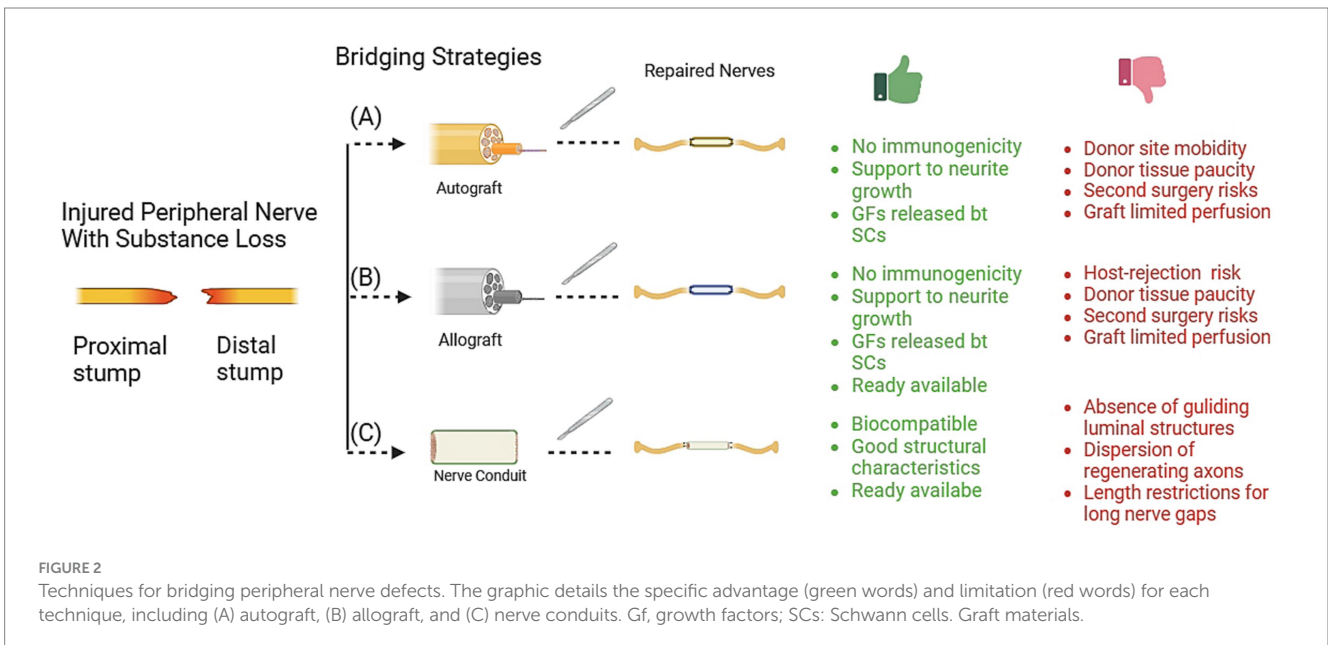 Bridging Strategies
Repaired Nerves
(A)
Autograft
Injured Peripheral Nerve
With Substance Loss
Proximal
stump
Distal
stump
(B)
Allograft
(C)
Nerve Conduit
• No immunogenicity
• Support to neurite
growth
• GFs released bt
SCs
• Donor site mobidity
• Donor tissue paucity
• Second surgery risks
• Graft limited perfusion
• No immunogenicity
• Support to neurite
growth
• GFs released bt
SCs
• Ready available
• Host-rejection risk
• Donor tissue paucity
• Second surgery risks
• Graft limited perfusion
• Biocompatible
• Good structural
characteristics
• Ready availabe
• Absence of guliding
luminal structures
• Dispersion of
regenerating axons
• Length restrictions for
long nerve gaps
FIGURE 2
Techniques for bridging peripheral nerve defects. The graphic details the specific advantage (green words) and limitation (red words) for each
technique, including (A) autograft, (B) allograft, and (C) nerve conduits. Gf, growth factors; SCs: Schwann cells. Graft materials.